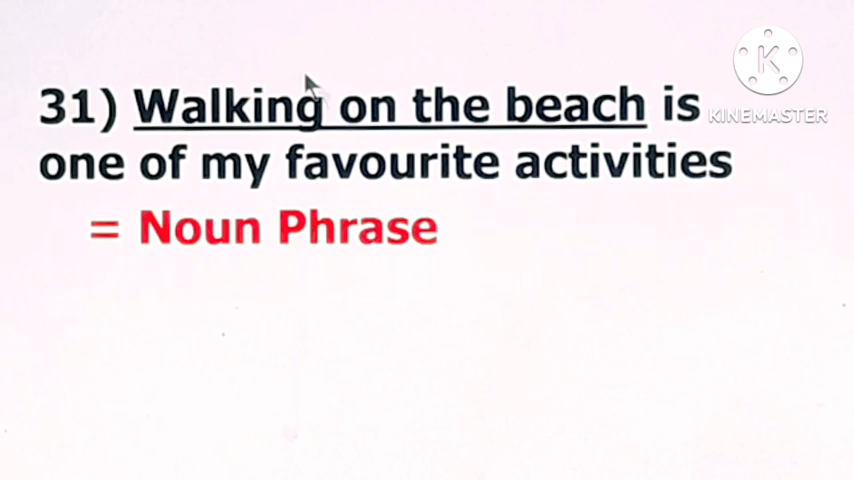 KINEMASTER
31) Walking on the beach is
one of my favourite activities
= Noun Phrase